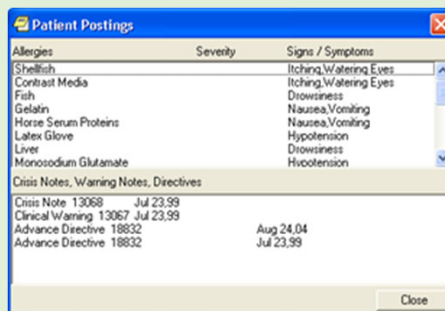 Patient Postings
Allergies Severity Signs / Symptoms
Shellfish Itching,Watering Eyes
Contrast Media Itching,Watering Eyes
Fish Drowsiness
Gelatin Nausea,Vomiting
Horse Serum Proteins Nausea,Vomiting
Latex Glove Hypotension
Liver Drowsiness
Monosodium Glutamate Hypotension
Crisis Notes, Warning Notes, Directives
Crisis Note 13068 Jul 23,99
Clinical Warning 13067 Jul 23,99
Advance Directive 18832 Aug 24,04
Advance Directive 18832 Jul 23,99
Close